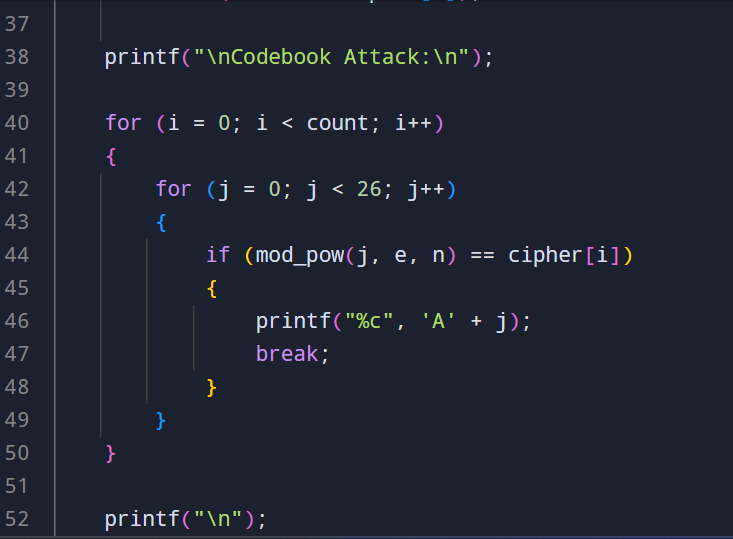 37
38    printf("\nCodebook Attack:\n");
39
40    for (i = 0; i < count; i++)
41    {
42        for (j = 0; j < 26; j++)
43        {
44            if (mod_pow(j, e, n) == cipher[i])
45            {
46                printf("%c", 'A' + j);
47                break;
48            }
49        }
50    }
51
52    printf("\n");